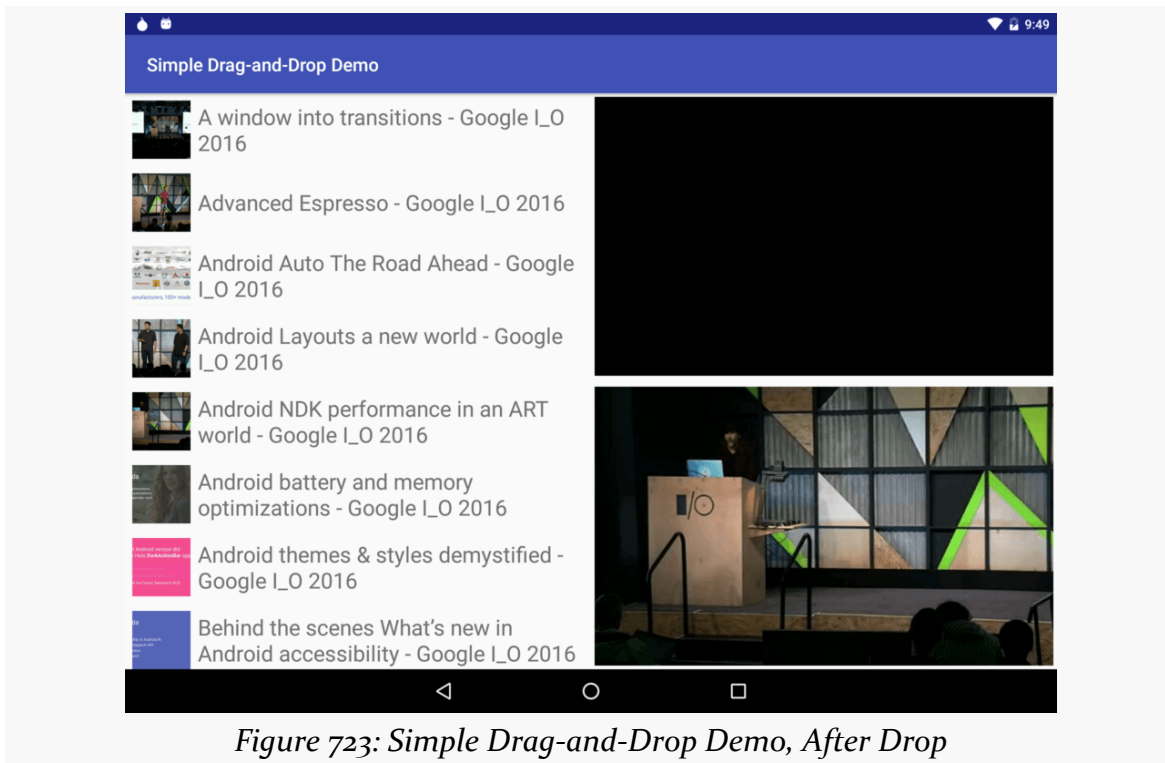 9:49
Simple Drag-and-Drop Demo
A window into transitions - Google I_O
2016
Advanced Espresso - Google I_O 2016
Android Auto The Road Ahead - Google
I_O 2016
Android Layouts a new world - Google
I_O 2016
Android NDK performance in an ART
world - Google I_O 2016
Android battery and memory
optimizations - Google I_O 2016
Android themes & styles demystified -
Google I_O 2016
Behind the scenes What's new in
Android accessibility - Google I_O 2016
I/O
Figure 723: Simple Drag-and-Drop Demo, After Drop